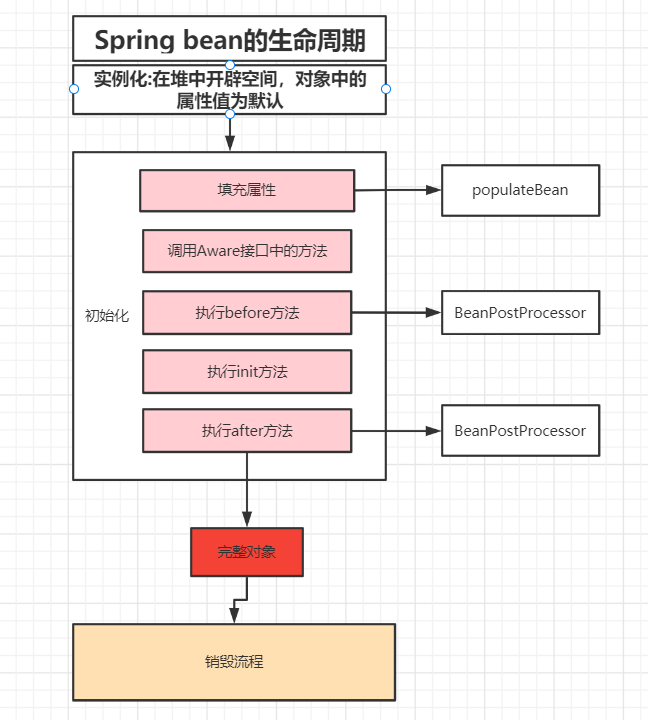 Spring bean的生命周期
实例化:在堆中开辟空间，对象中的
属性值为默认
填充属性
populateBean
调用Aware接口中的方法
初始化
执行before方法
BeanPostProcessor
执行init方法
执行after方法
BeanPostProcessor
完整对象
销毁流程